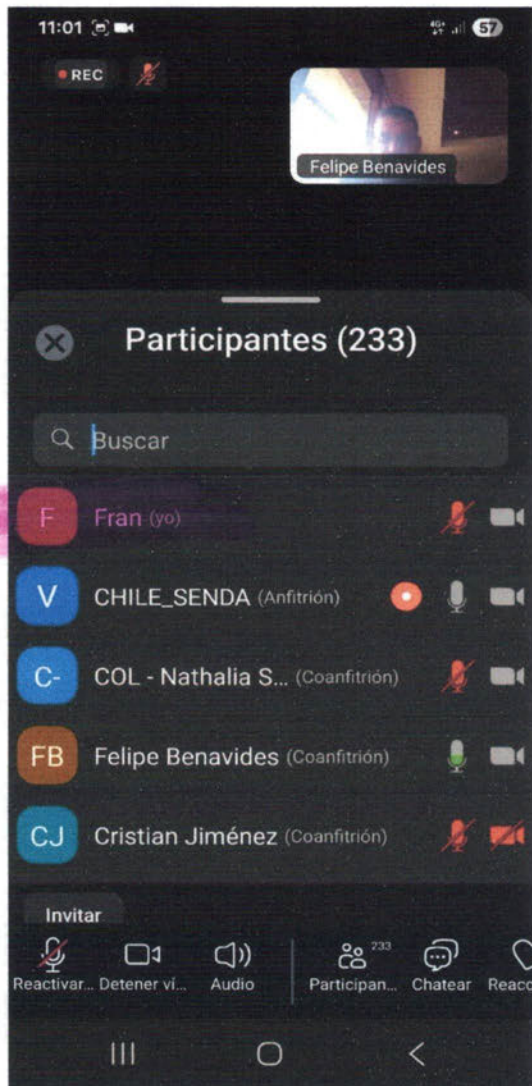 11:01
4G+ 57
REC
Felipe Benavides
Participantes (233)
Buscar
F Fran (yo)
V CHILE_SENDA (Anfitrión)
C- COL - Nathalia S... (Coanfitrión)
FB Felipe Benavides (Coanfitrión)
CJ Cristian Jiménez (Coanfitrión)
Invitar
233
Reactivar... Detener vi... Audio Participan... Chatear Reacc